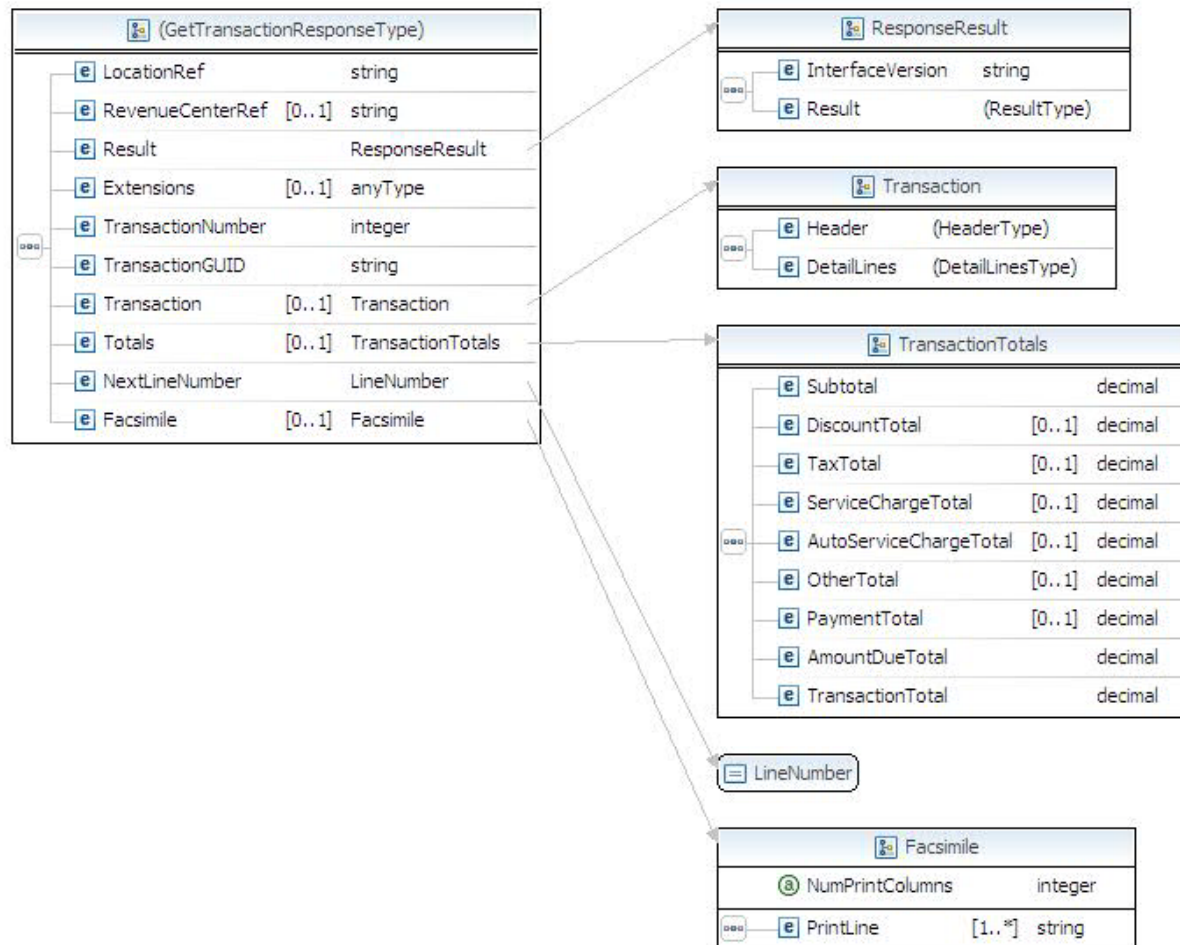 (GetTransactionResponseType)
e LocationRef string
e RevenueCenterRef [0..1] string
e Result ResponseResult
e Extensions [0..1] anyType
e TransactionNumber integer
e TransactionGUID string
e Transaction [0..1] Transaction
e Totals [0..1] TransactionTotals
e NextLineNumber LineNumber
e Facsimile [0..1] Facsimile
ResponseResult
e InterfaceVersion string
e Result (ResultType)
Transaction
e Header (HeaderType)
e DetailLines (DetailLinesType)
TransactionTotals
e Subtotal decimal
e DiscountTotal [0..1] decimal
e TaxTotal [0..1] decimal
e ServiceChargeTotal [0..1] decimal
e AutoServiceChargeTotal [0..1] decimal
e OtherTotal [0..1] decimal
e PaymentTotal [0..1] decimal
e AmountDueTotal decimal
e TransactionTotal decimal
LineNumber
Facsimile
a NumPrintColumns integer
e PrintLine [1..*] string